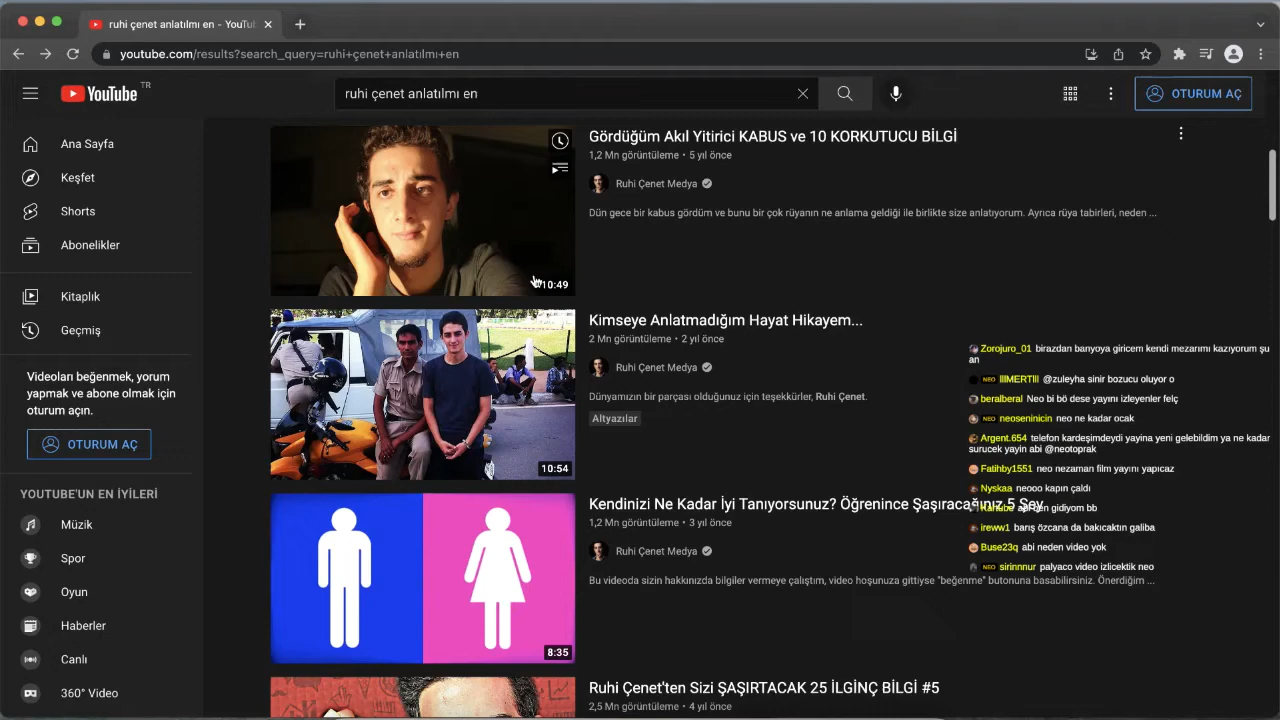 ruhi çenet anlatılmı en - YouTu
youtube.com/results?search_query=ruhi+çenet+anlatılmı+en
YouTube TR
ruhi çenet anlatılmı en
OTURUM AÇ
Ana Sayfa
Keşfet
Shorts
Abonelikler
Kitaplık
Geçmiş
Videoları beğenmek, yorum
yapmak ve abone olmak için
oturum açın.
OTURUM AÇ
YOUTUBE'UN EN İYİLERİ
Müzik
Spor
Oyun
Haberler
Canlı
360° Video
10:49
Gördüğüm Akıl Yitirici KABUS ve 10 KORKUTUCU BİLGİ
1,2 Mn görüntüleme • 5 yıl önce
Ruhi Çenet Medya
Dün gece bir kabus gördüm ve bunu bir çok rüyanın ne anlama geldiği ile birlikte size anlatıyorum. Ayrıca rüya tabirleri, neden ...
10:54
Kimseye Anlatmadığım Hayat Hikayem...
2 Mn görüntüleme • 2 yıl önce
Ruhi Çenet Medya
Dünyamızın bir parçası olduğunuz için teşekkürler, Ruhi Çenet.
Altyazılar
8:35
Kendinizi Ne Kadar İyi Tanıyorsunuz? Öğrenince Şaşıracağınız 5 Şey
1,2 Mn görüntüleme • 3 yıl önce
Ruhi Çenet Medya
Bu videoda sizin hakkınızda bilgiler vermeye çalıştım, video hoşunuza gittiyse "beğenme" butonuna basabilirsiniz. Önerdiğim ...
Ruhi Çenet'ten Sizi ŞAŞIRTACAK 25 İLGİNÇ BİLGİ #5
2,5 Mn görüntüleme • 4 yıl önce
Zorojuro_01 birazdan banyoya giricem kendi mezarımı kazıyorum şu
an
NEO lIlMERTlIl @zuleyha sinir bozucu oluyor o
beralberal Neo bi bö dese yayını izleyenler felç
NEO neoseninicin neo ne kadar ocak
Argent.654 telefon kardeşimdeydi yayina yeni gelebildim ya ne kadar
surucek yayin abi @neotoprak
Fatihby1551 neo nezaman film yayını yapıcaz
Nyskaa neooo kapın çaldı
gidiyom bb
ireww1 barış özcana da bakıcaktın galiba
Buse23q abi neden video yok
NEO sirinnnur palyaco video izlicektik neo